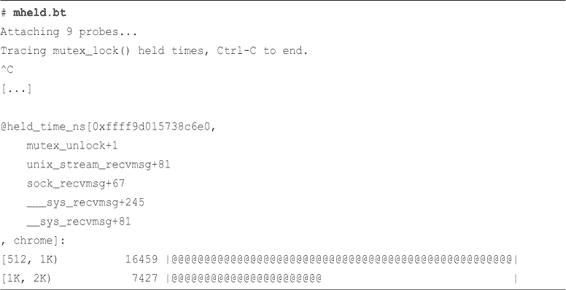 # mheld.bt
Attaching 9 probes...
Tracing mutex_lock() held times, Ctrl-C to end.
^C
[...]
@held_time_ns[0xffff9d015738c6e0,
    mutex_unlock+1
    unix_stream_recvmsg+81
    sock_recvmsg+67
    ___sys_recvmsg+245
    __sys_recvmsg+81
, chrome]:
[512, 1K)          16459 |@@@@@@@@@@@@@@@@@@@@@@@@@@@@@@@@@@@@@@@@@@@@@@@@@@@@|
[1K, 2K)            7427 |@@@@@@@@@@@@@@@@@@@@@@@                             |